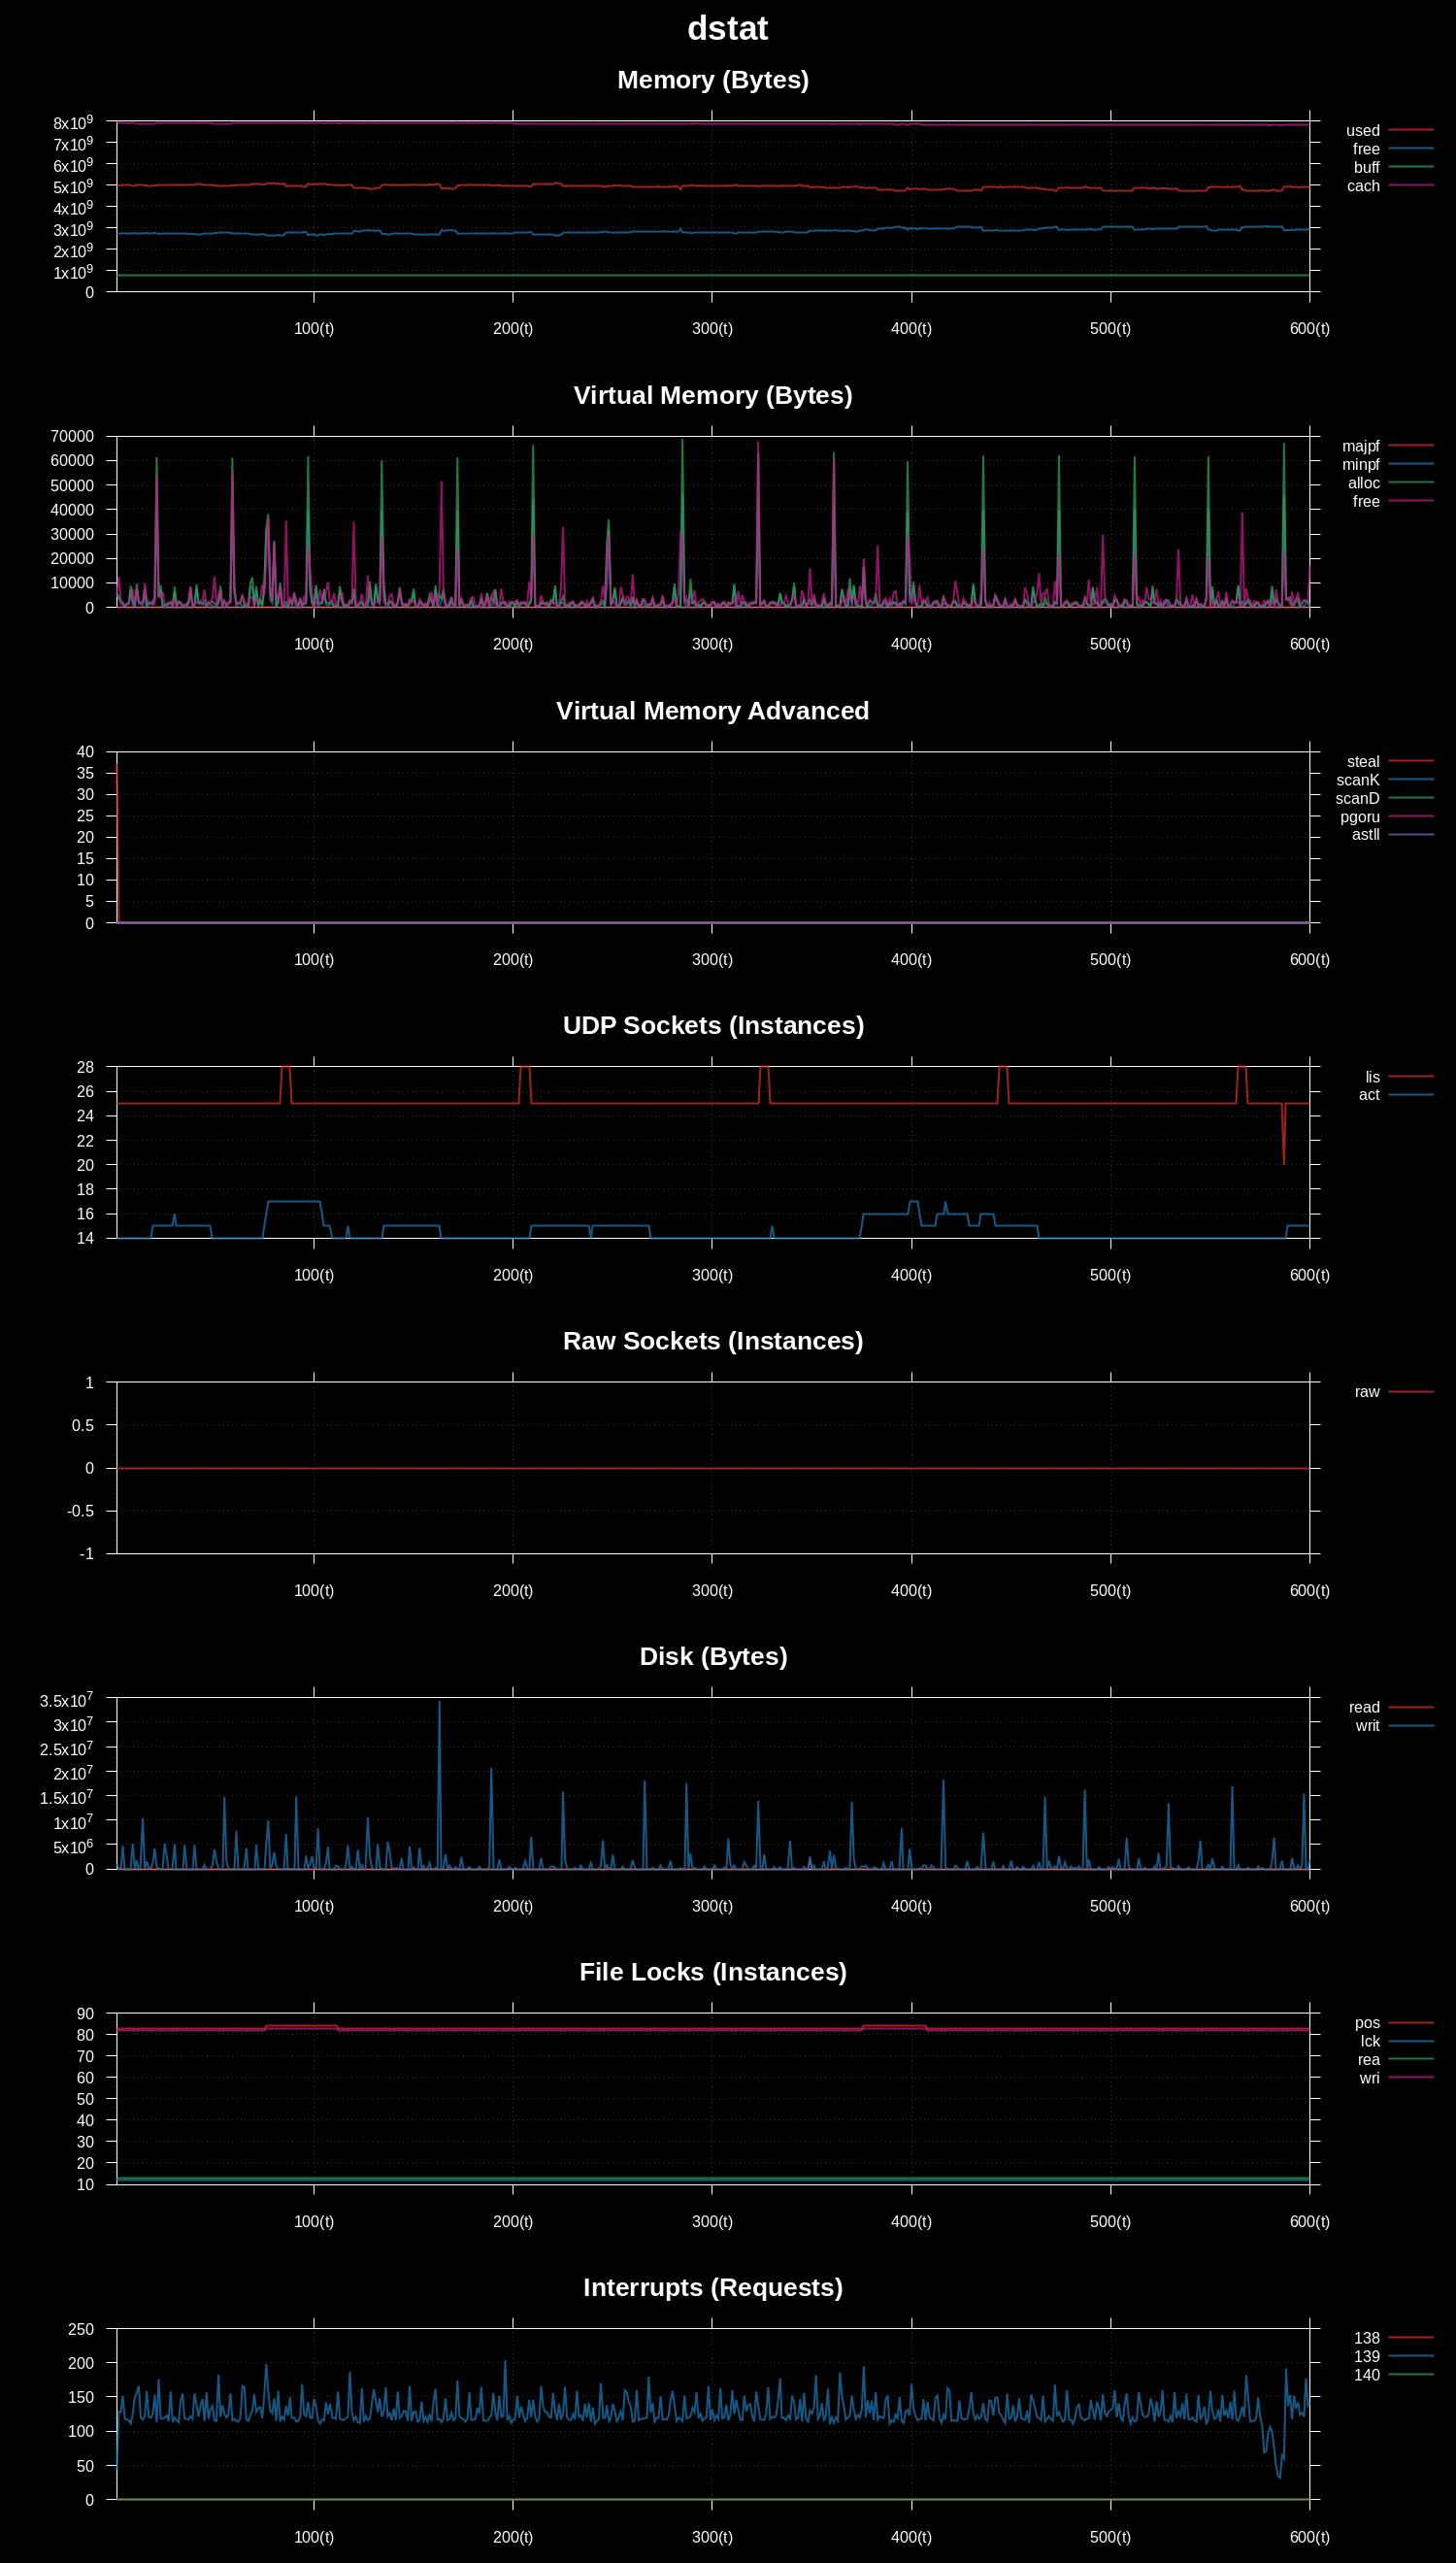 dstat
Memory (Bytes)
8x10⁹
7x10⁹
6x10⁹
5x10⁹
4x10⁹
3x10⁹
2x10⁹
1x10⁹
0
100(t) 200(t) 300(t) 400(t) 500(t) 600(t)
used
free
buff
cach
Virtual Memory (Bytes)
70000
60000
50000
40000
30000
20000
10000
0
100(t) 200(t) 300(t) 400(t) 500(t) 600(t)
majpf
minpf
alloc
free
Virtual Memory Advanced
40
35
30
25
20
15
10
5
0
100(t) 200(t) 300(t) 400(t) 500(t) 600(t)
steal
scanK
scanD
pgoru
astll
UDP Sockets (Instances)
28
26
24
22
20
18
16
14
100(t) 200(t) 300(t) 400(t) 500(t) 600(t)
lis
act
Raw Sockets (Instances)
1
0.5
0
-0.5
-1
100(t) 200(t) 300(t) 400(t) 500(t) 600(t)
raw
Disk (Bytes)
3.5x10⁷
3x10⁷
2.5x10⁷
2x10⁷
1.5x10⁷
1x10⁷
5x10⁶
0
100(t) 200(t) 300(t) 400(t) 500(t) 600(t)
read
writ
File Locks (Instances)
90
80
70
60
50
40
30
20
10
100(t) 200(t) 300(t) 400(t) 500(t) 600(t)
pos
lck
rea
wri
Interrupts (Requests)
250
200
150
100
50
0
100(t) 200(t) 300(t) 400(t) 500(t) 600(t)
138
139
140